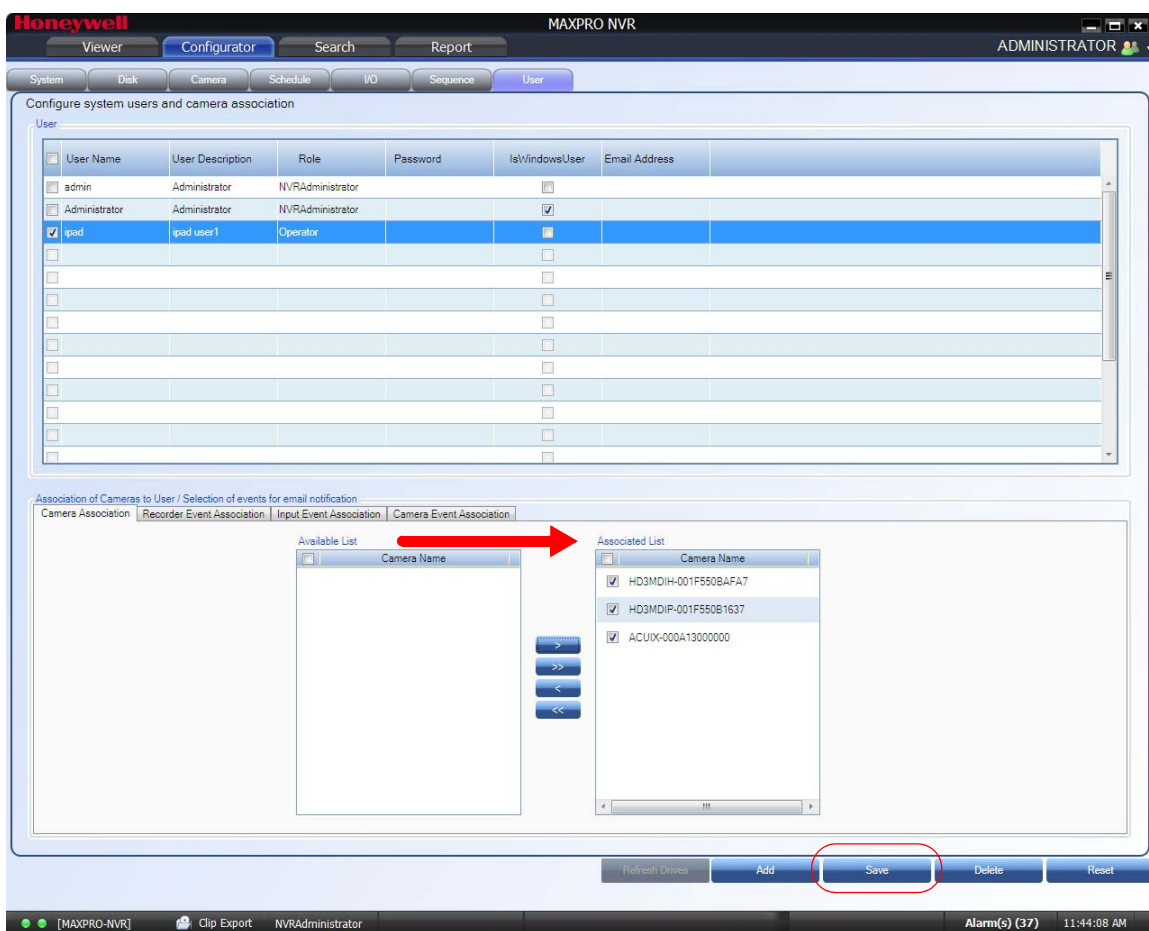 Honeywell
MAXPRO NVR
Viewer Configurator Search Report
ADMINISTRATOR
System Disk Camera Schedule I/O Sequence User
Configure system users and camera association
User
User Name User Description Role Password IsWindowsUser Email Address
admin Administrator NVRAdministrator
Administrator Administrator NVRAdministrator
ipad ipad user1 Operator
Association of Cameras to User / Selection of events for email notification
Camera Association Recorder Event Association Input Event Association Camera Event Association
Available List Associated List
Camera Name Camera Name
HD3MDIH-001F550BAFA7
HD3MDIP-001F550B1637
ACUIX-000A13000000
>
>>
<
<<
Refresh Drives Add Save Delete Reset
[MAXPRO-NVR] Clip Export NVRAdministrator Alarm(s) (37) 11:44:08 AM